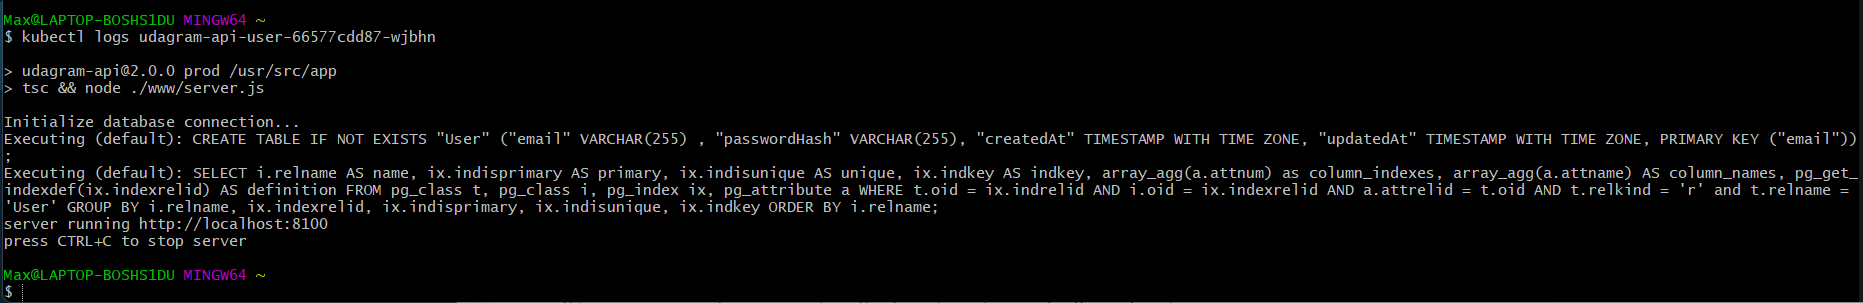 Max@LAPTOP-BOSHS1DU MINGW64 ~
$ kubectl logs udagram-api-user-66577cdd87-wjbhn
> udagram-api@2.0.0 prod /usr/src/app
> tsc && node ./www/server.js
Initialize database connection...
Executing (default): CREATE TABLE IF NOT EXISTS "User" ("email" VARCHAR(255) , "passwordHash" VARCHAR(255), "createdAt" TIMESTAMP WITH TIME ZONE, "updatedAt" TIMESTAMP WITH TIME ZONE, PRIMARY KEY ("email"))
;
Executing (default): SELECT i.relname AS name, ix.indisprimary AS primary, ix.indisunique AS unique, ix.indkey AS indkey, array_agg(a.attnum) as column_indexes, array_agg(a.attname) AS column_names, pg_get_
indexdef(ix.indexrelid) AS definition FROM pg_class t, pg_class i, pg_index ix, pg_attribute a WHERE t.oid = ix.indrelid AND i.oid = ix.indexrelid AND a.attrelid = t.oid AND t.relkind = 'r' and t.relname =
'User' GROUP BY i.relname, ix.indexrelid, ix.indisprimary, ix.indisunique, ix.indkey ORDER BY i.relname;
server running http://localhost:8100
press CTRL+C to stop server
Max@LAPTOP-BOSHS1DU MINGW64 ~
$